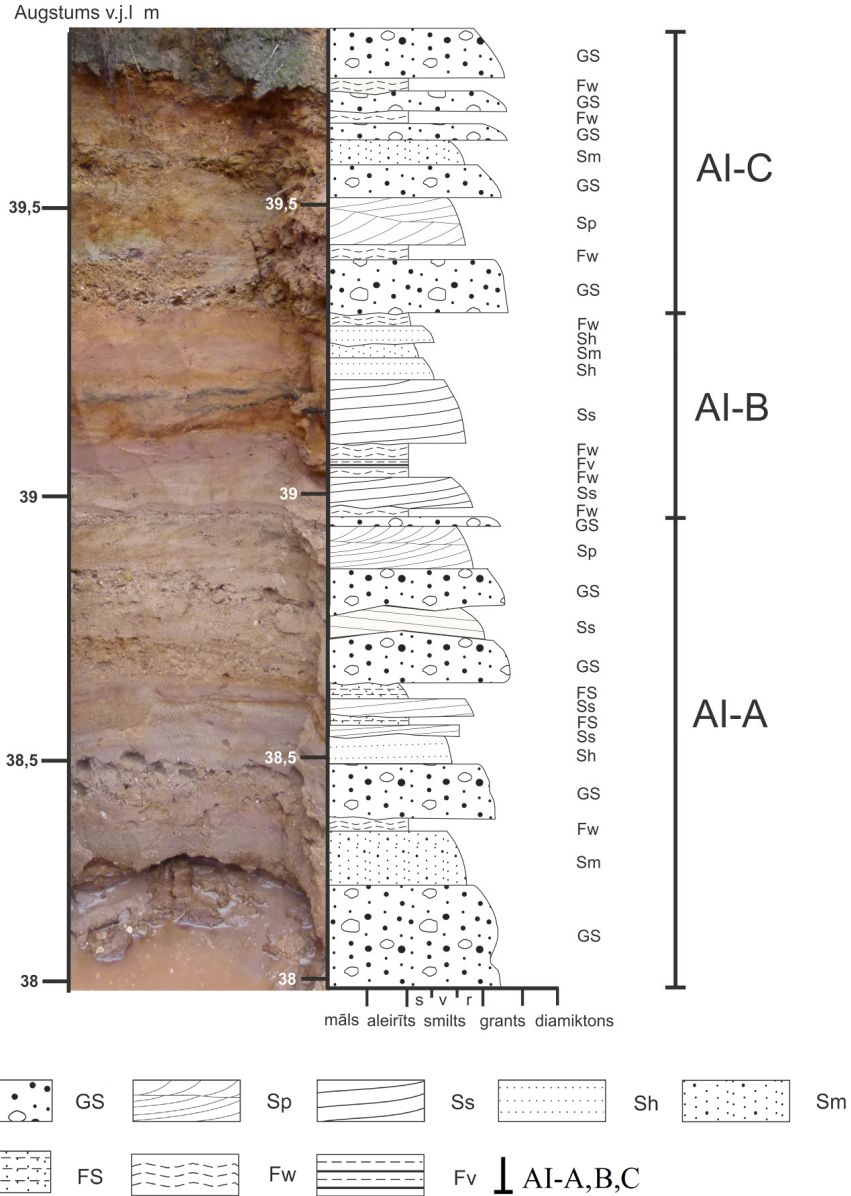 Augstums v.j.l m
GS
Fw
GS
Fw
GS
Sm
GS
AI-C
39,5
39,5
Sp
Fw
GS
Fw
Sh
Sm
Sh
AI-B
Ss
Fw
Fv
Fw
39
39
Ss
Fw
GS
Sp
GS
Ss
GS
FS
Ss
AI-A
FS
Ss
38,5
38,5
Sh
GS
Fw
Sm
GS
38
38
s v r
māls aleirīts smilts grants diamiktons
GS Sp Ss Sh Sm
FS Fw Fv AI-A,B,C